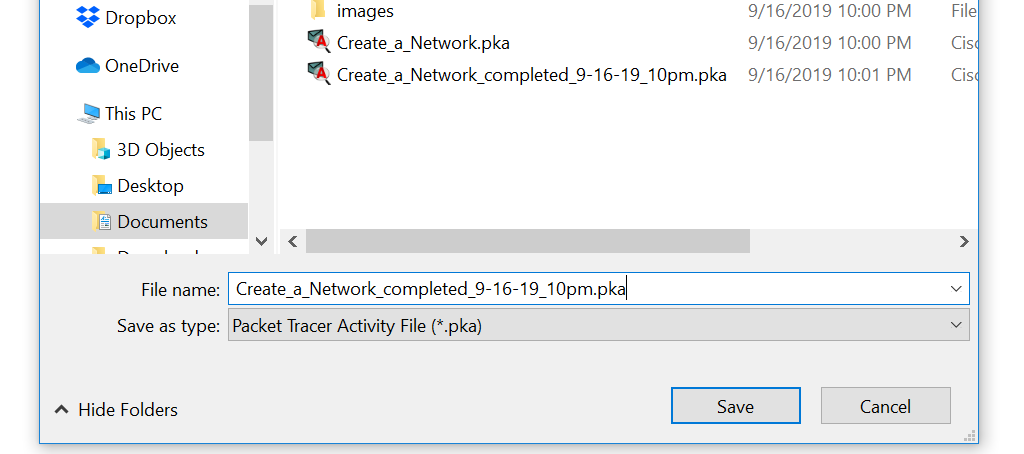 Dropbox
OneDrive
This PC
3D Objects
Desktop
Documents
images 9/16/2019 10:00 PM File
Create_a_Network.pka 9/16/2019 10:00 PM Cisc
Create_a_Network_completed_9-16-19_10pm.pka 9/16/2019 10:01 PM Cisc
File name: Create_a_Network_completed_9-16-19_10pm.pka
Save as type: Packet Tracer Activity File (*.pka)
Hide Folders
Save
Cancel